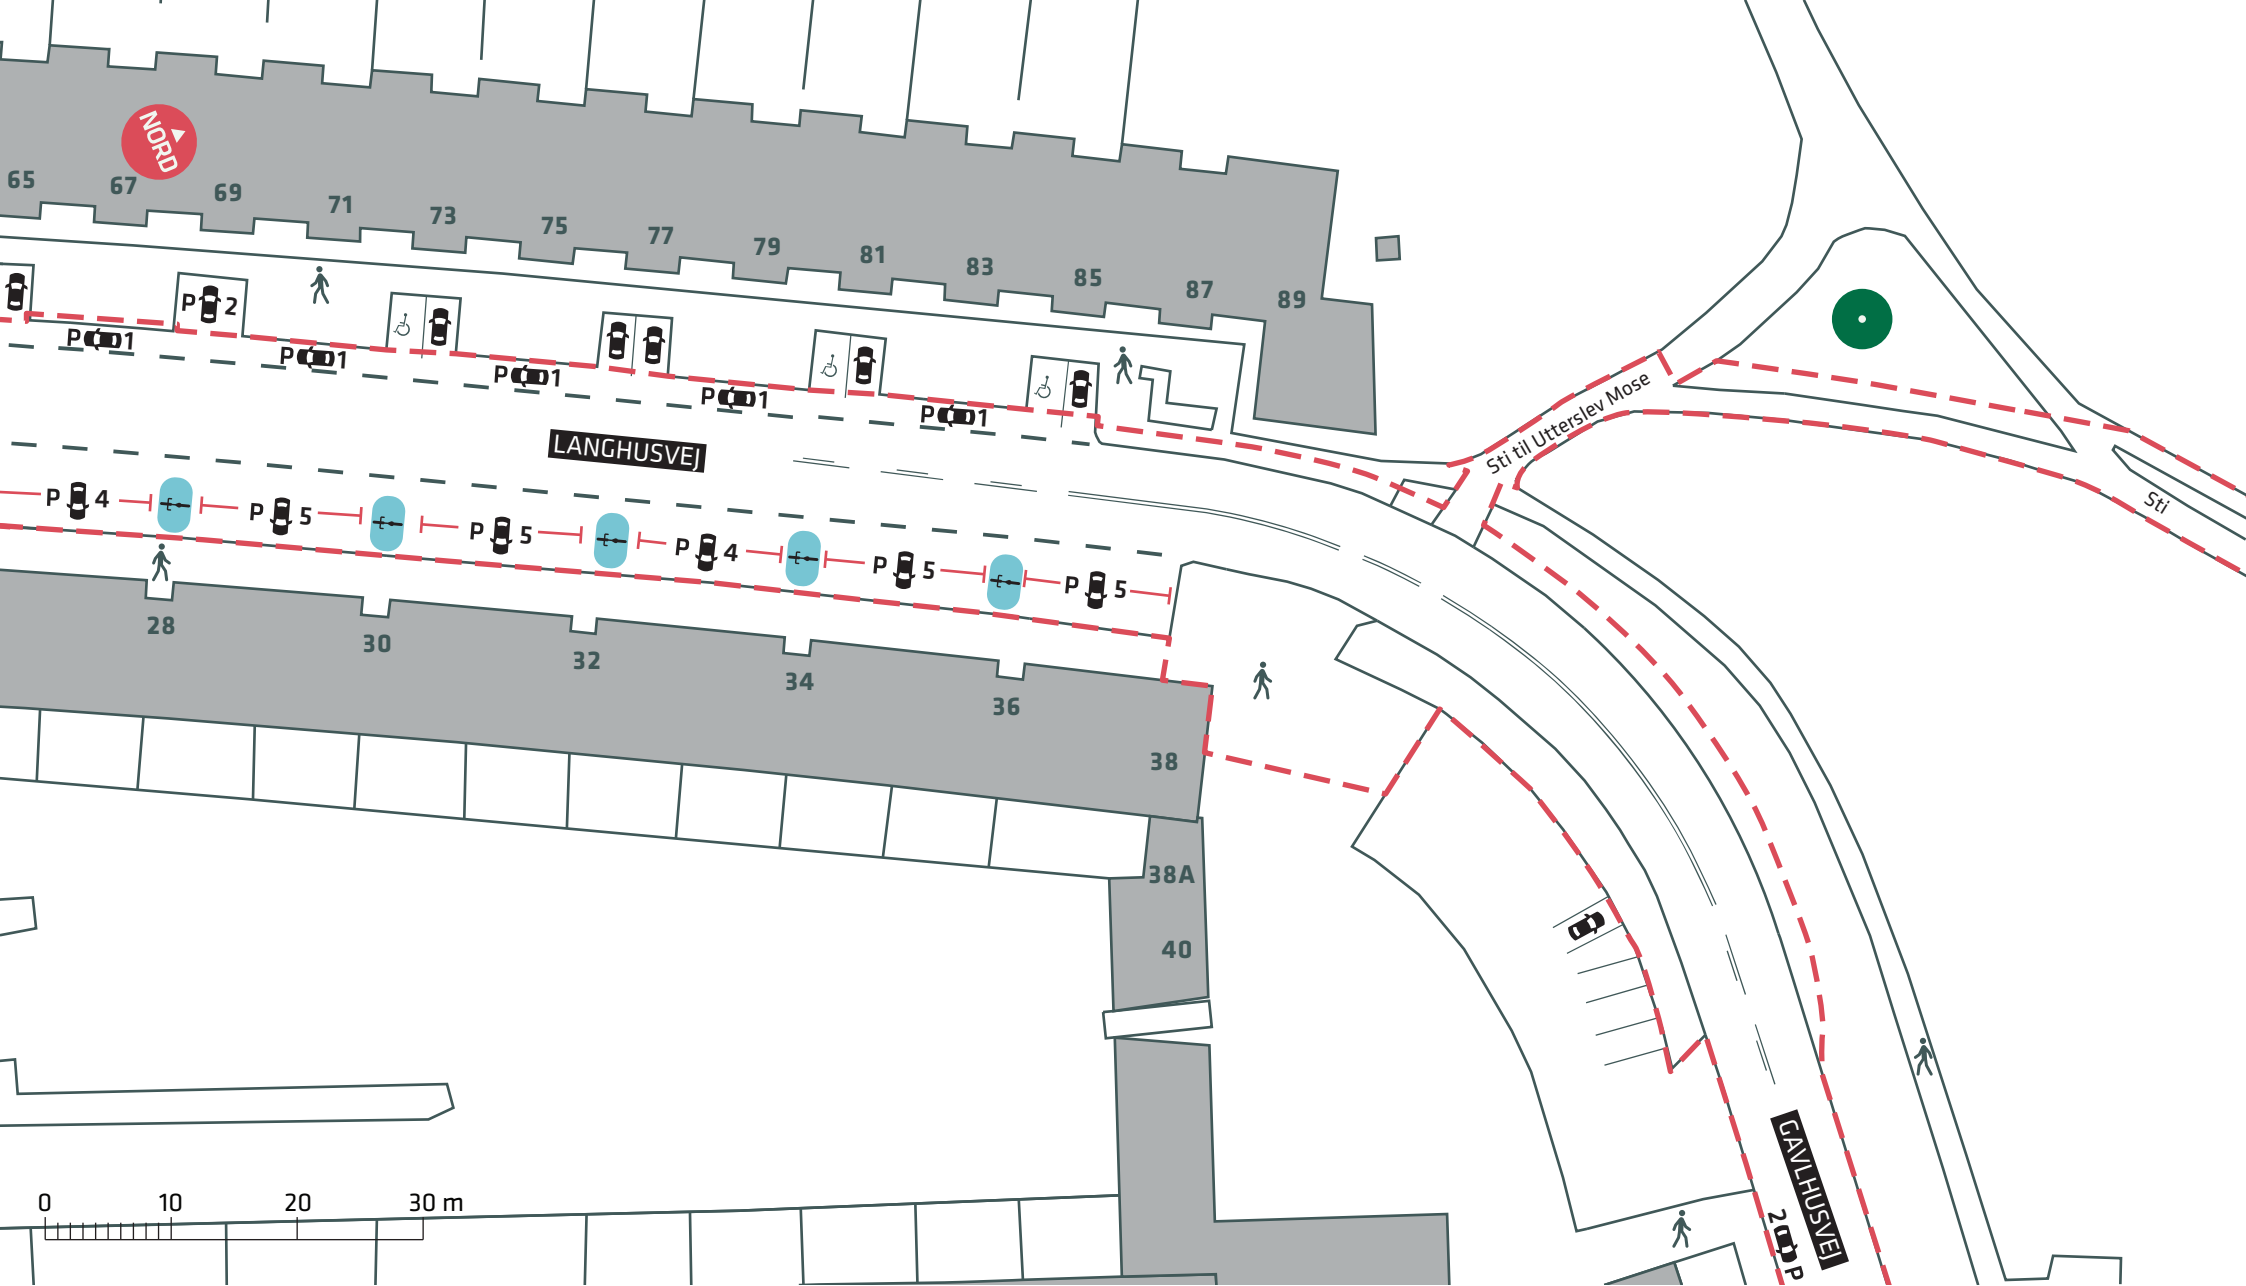 NORD
65
67
69
71
73
75
77
79
81
83
85
87
89
P 2
P 1
P 1
P 1
P 1
P 1
LANGHUSVEJ
Sti til Utterslev Mose
Sti
P 4
P 5
P 5
P 4
P 5
P 5
28
30
32
34
36
38
38A
40
GAVLHUSVEJ
2 P
0 10 20 30 m